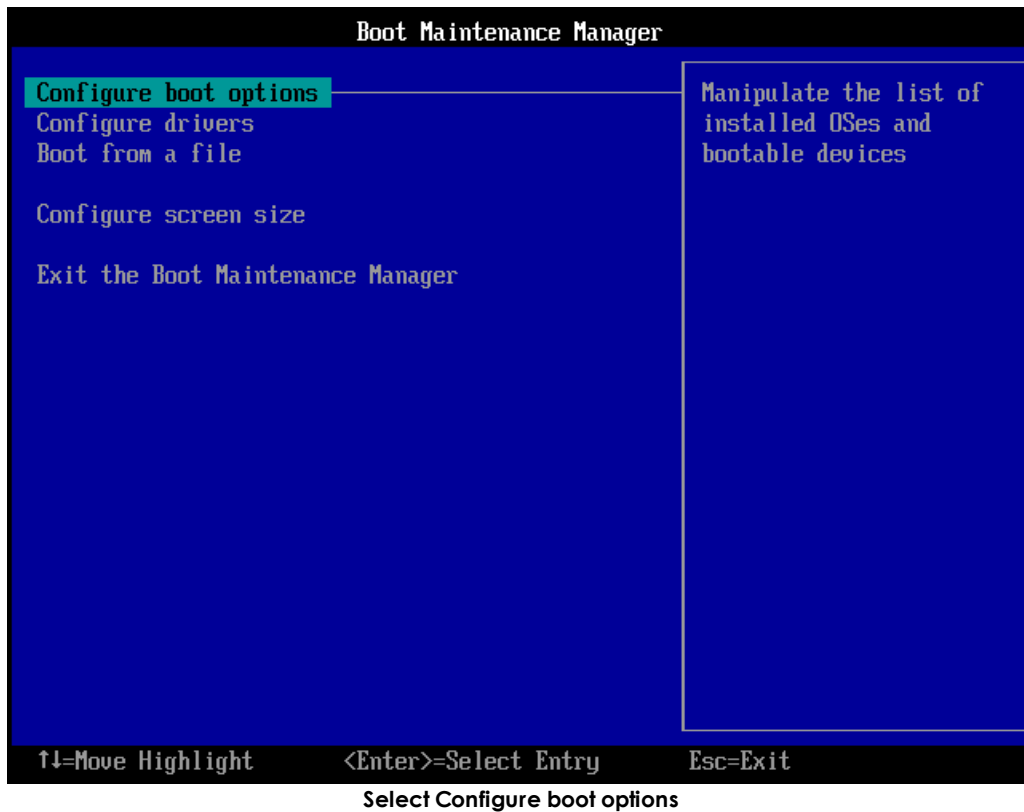 Boot Maintenance Manager
Configure boot options
Configure drivers
Boot from a file
Configure screen size
Exit the Boot Maintenance Manager
Manipulate the list of
installed OSes and
bootable devices
↑↓=Move Highlight <Enter>=Select Entry Esc=Exit
Select Configure boot options